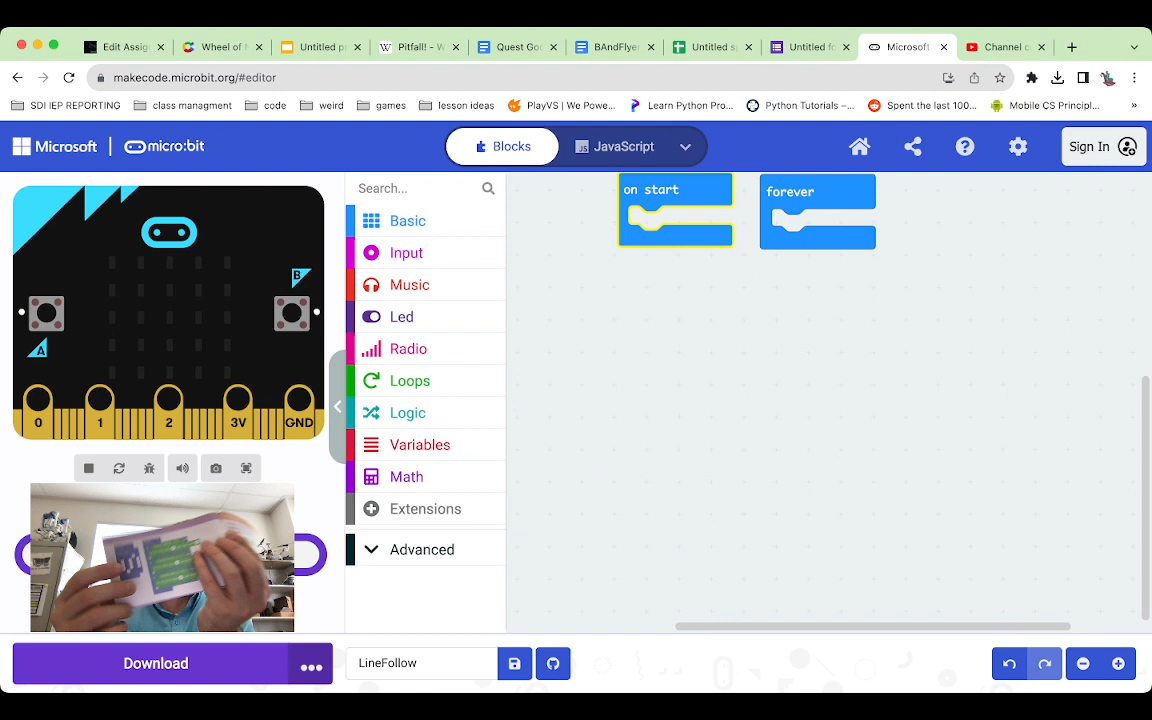 Edit Assig
Wheel of N
Untitled p
Pitfall! - W
Quest Go
BAndFlye
Untitled s
Untitled fo
Microsoft
Channel c
makecode.microbit.org/#editor
SDI IEP REPORTING
class managment
code
weird
games
lesson ideas
PlayVS | We Powe...
Learn Python Pro...
Python Tutorials –...
Spent the last 100...
Mobile CS Principl...
»
Microsoft | micro:bit
Blocks
JS JavaScript
Sign In
Search...
Basic
Input
Music
Led
Radio
Loops
Logic
Variables
Math
Extensions
Advanced
on start
forever
B
A
0 1 2 3V GND
Download
LineFollow